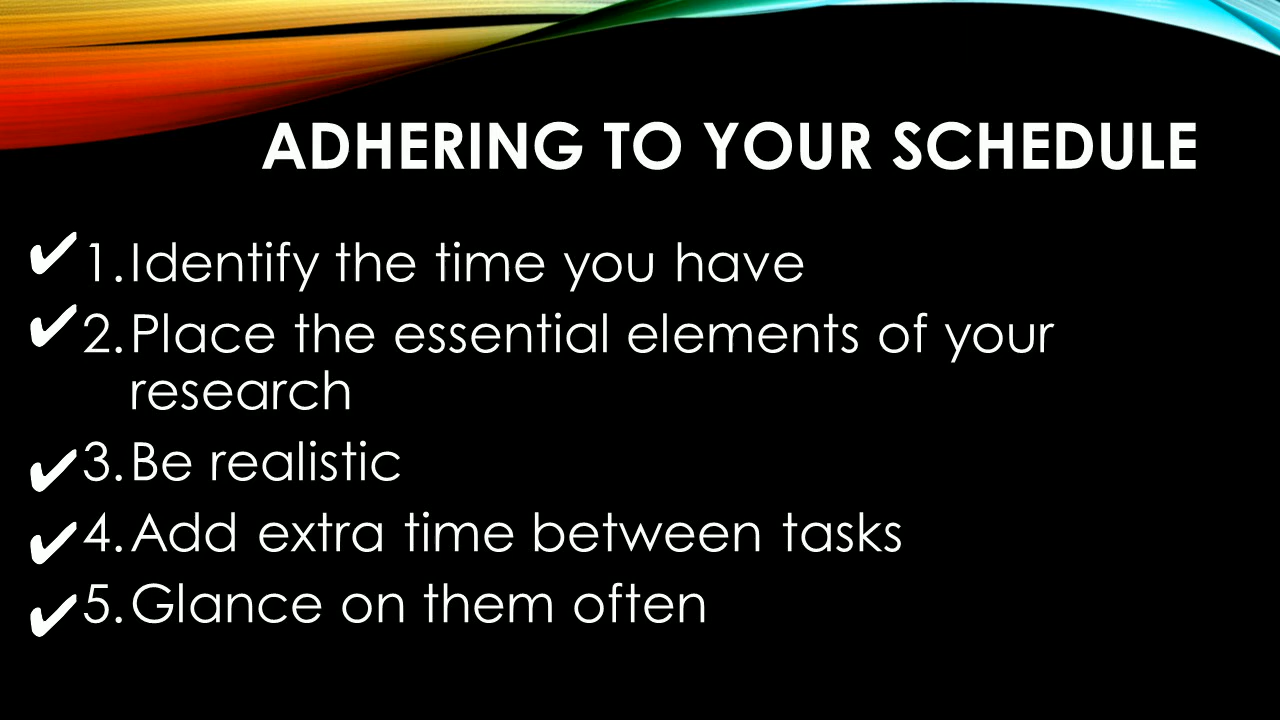 ADHERING TO YOUR SCHEDULE
✔1. Identify the time you have
✔2. Place the essential elements of your
research
✔3. Be realistic
✔4. Add extra time between tasks
✔5. Glance on them often